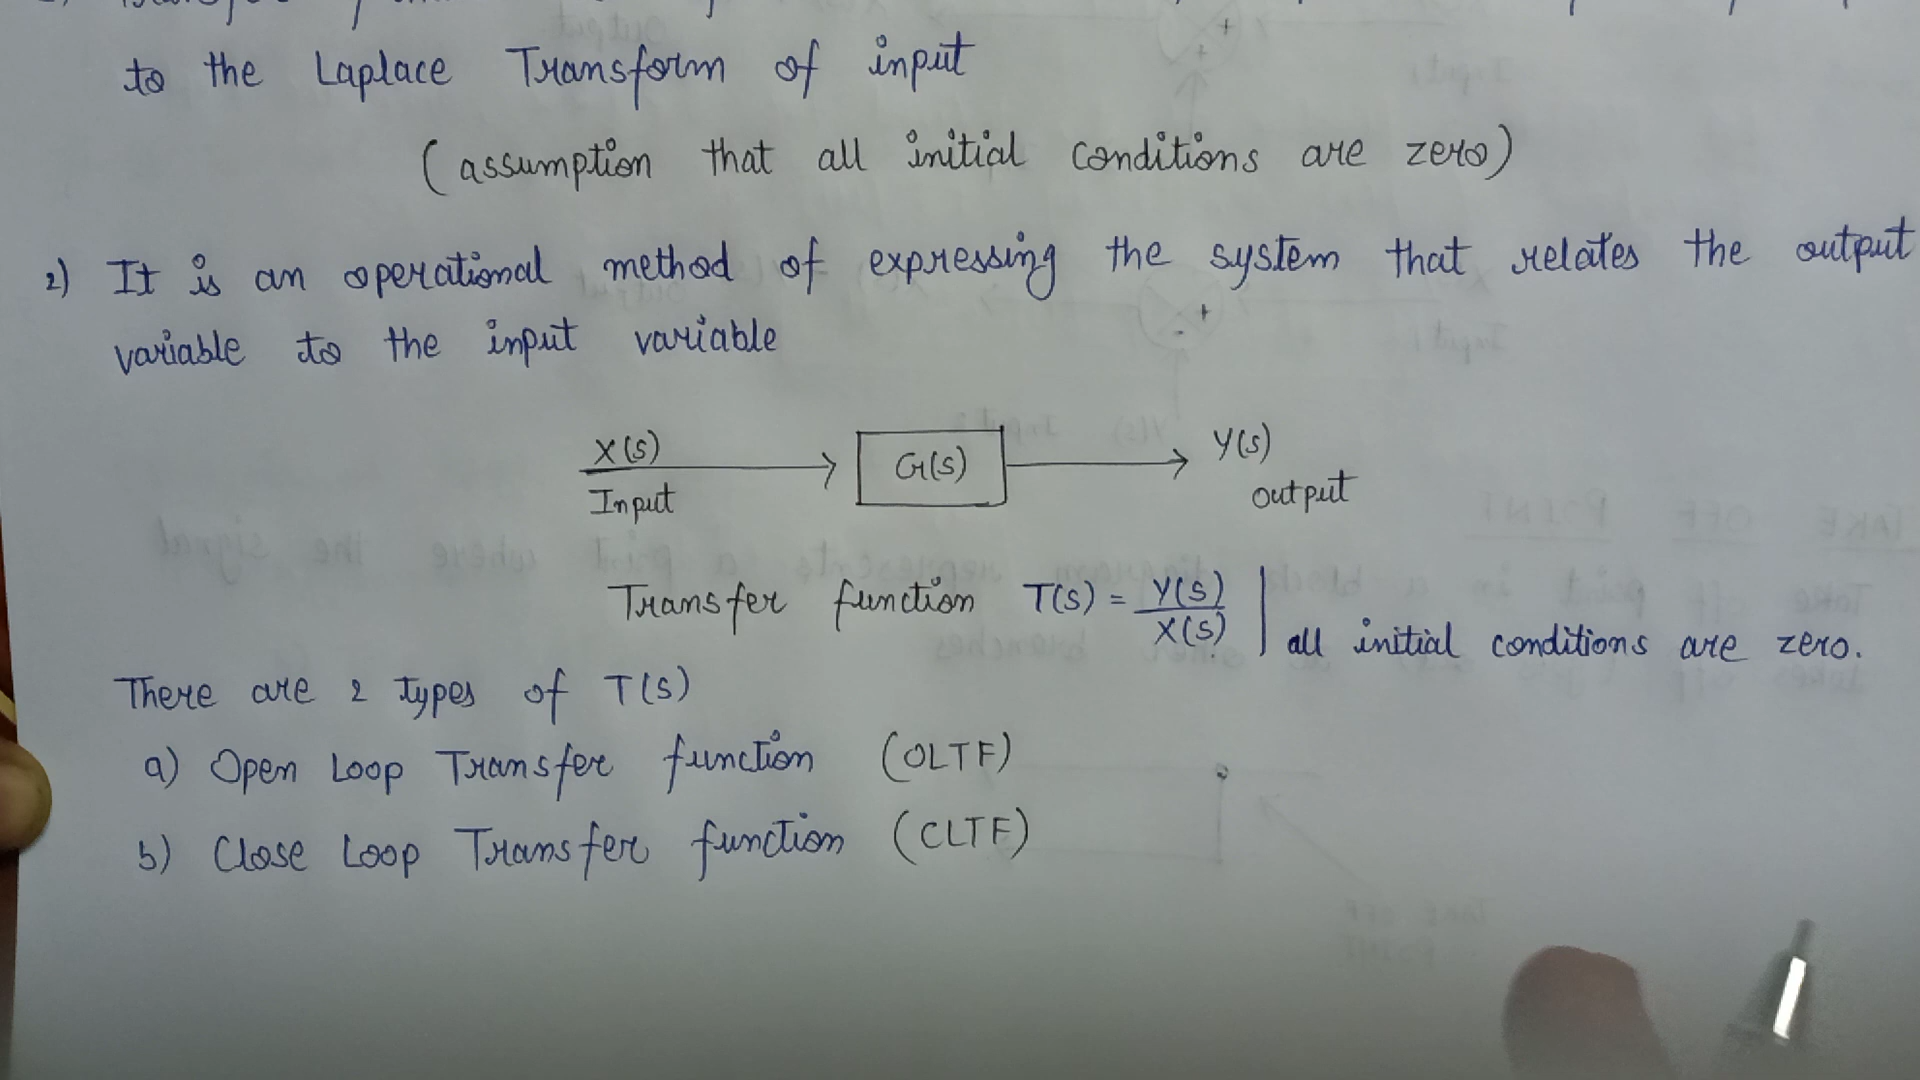 to the Laplace Transform of input
(assumption that all initial conditions are zero)
2) It is an operational method of expressing the system that relates the output
variable to the input variable
X(s)
Input
G(s)
Y(s)
output
Transfer function T(s) = Y(s)/X(s) | all initial conditions are zero.
There are 2 types of T(s)
a) Open Loop Transfer function (OLTF)
b) Close Loop Transfer function (CLTF)